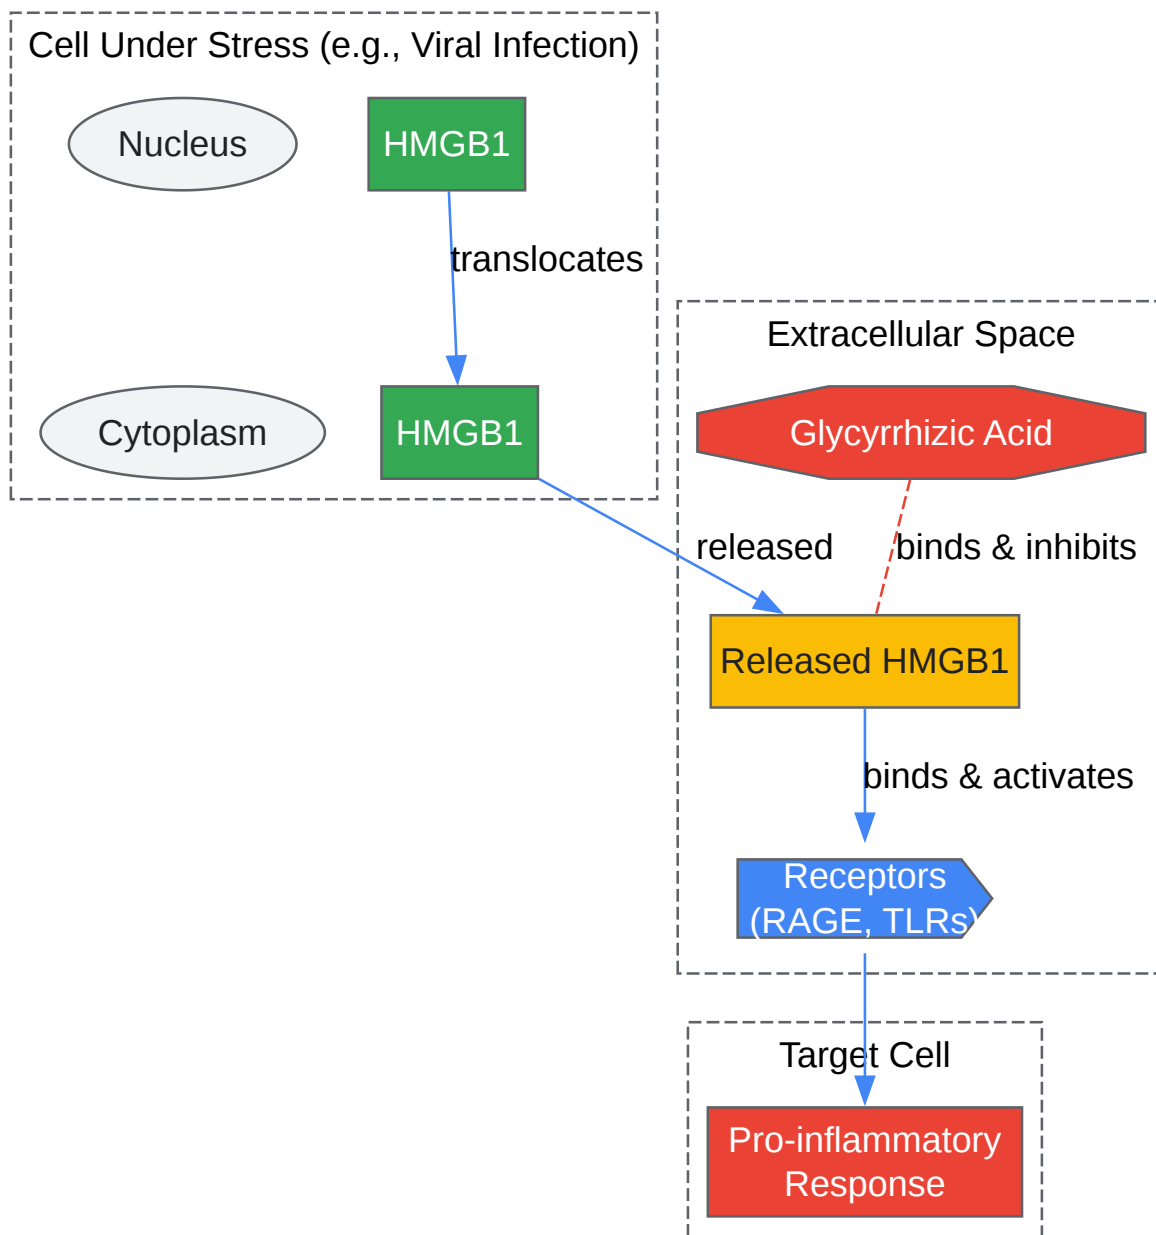 Cell Under Stress (e.g., Viral Infection)
Nucleus
HMGB1
translocates
Cytoplasm
HMGB1
Extracellular Space
Glycyrrhizic Acid
released
binds & inhibits
Released HMGB1
binds & activates
Receptors
(RAGE, TLRs)
Target Cell
Pro-inflammatory
Response